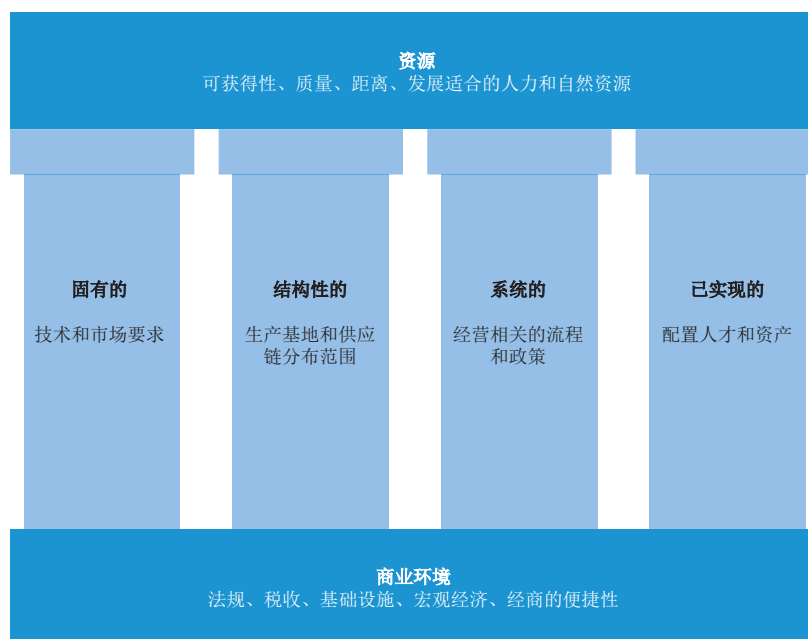 资源
可获得性、质量、距离、发展适合的人力和自然资源
固有的
技术和市场要求
结构性的
生产基地和供应
链分布范围
系统的
经营相关的流程
和政策
已实现的
配置人才和资产
商业环境
法规、税收、基础设施、宏观经济、经商的便捷性